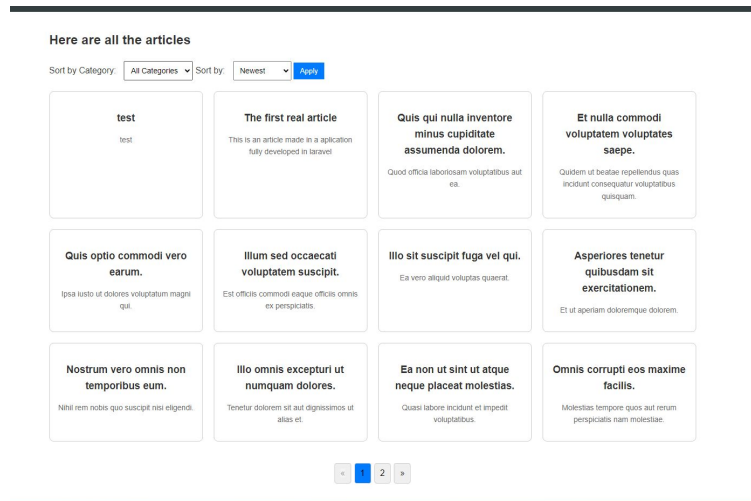 Here are all the articles
Sort by Category: All Categories Sort by: Newest Apply
test
test
The first real article
This is an article made in a aplication
fully developed in laravel
Quis qui nulla inventore
minus cupiditate
assumenda dolorem.
Quod officia laboriosam voluptatibus aut
ea.
Et nulla commodi
voluptatem voluptates
saepe.
Quidem ut beatae repellendus quas
incidunt consequatur voluptatibus
quisquam.
Quis optio commodi vero
earum.
Ipsa iusto ut dolores voluptatum magni
qui.
Illum sed occaecati
voluptatem suscipit.
Est officiis commodi eaque officiis omnis
ex perspiciatis.
Illo sit suscipit fuga vel qui.
Ea vero aliquid voluptas quaerat.
Asperiores tenetur
quibusdam sit
exercitationem.
Et ut aperiam doloremque dolorem.
Nostrum vero omnis non
temporibus eum.
Nihil rem nobis quo suscipit nisi eligendi.
Illo omnis excepturi ut
numquam dolores.
Tenetur dolorem sit aut dignissimos ut
alias et.
Ea non ut sint ut atque
neque placeat molestias.
Quasi labore incidunt et impedit
voluptatibus.
Omnis corrupti eos maxime
facilis.
Molestias tempore quos aut rerum
perspiciatis nam molestiae.
« 1 2 »